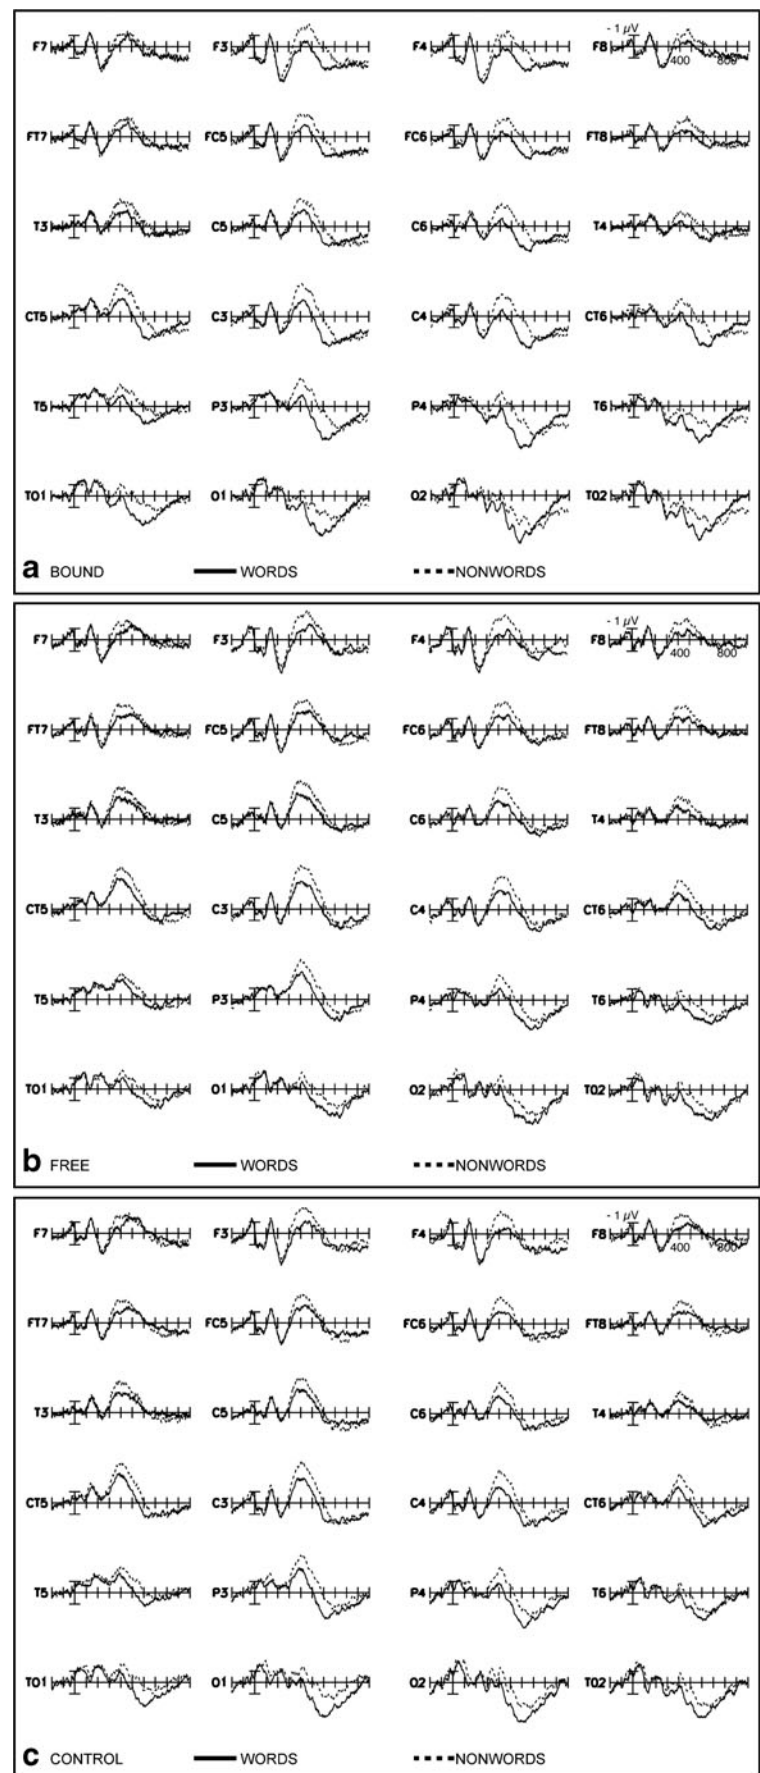 F7 F3 F4 F8 - 1 µV 400 800
FT7 FC5 FC6 FT8
T3 C5 C6 T4
CT5 C3 C4 CT6
T5 P3 P4 T6
TO1 O1 O2 TO2
a BOUND WORDS NONWORDS
F7 F3 F4 F8 - 1 µV 400 800
FT7 FC5 FC6 FT8
T3 C5 C6 T4
CT5 C3 C4 CT6
T5 P3 P4 T6
TO1 O1 O2 TO2
b FREE WORDS NONWORDS
F7 F3 F4 F8 - 1 µV 400 800
FT7 FC5 FC6 FT8
T3 C5 C6 T4
CT5 C3 C4 CT6
T5 P3 P4 T6
TO1 O1 O2 TO2
c CONTROL WORDS NONWORDS